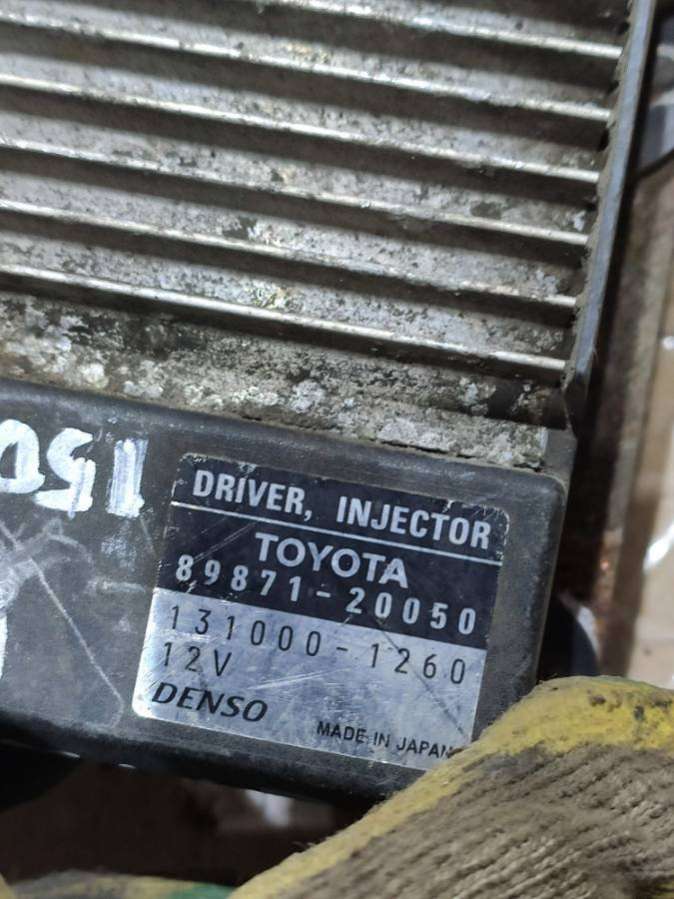 DRIVER, INJECTOR
TOYOTA
89871-20050
131000-1260
12V
DENSO
MADE IN JAPAN